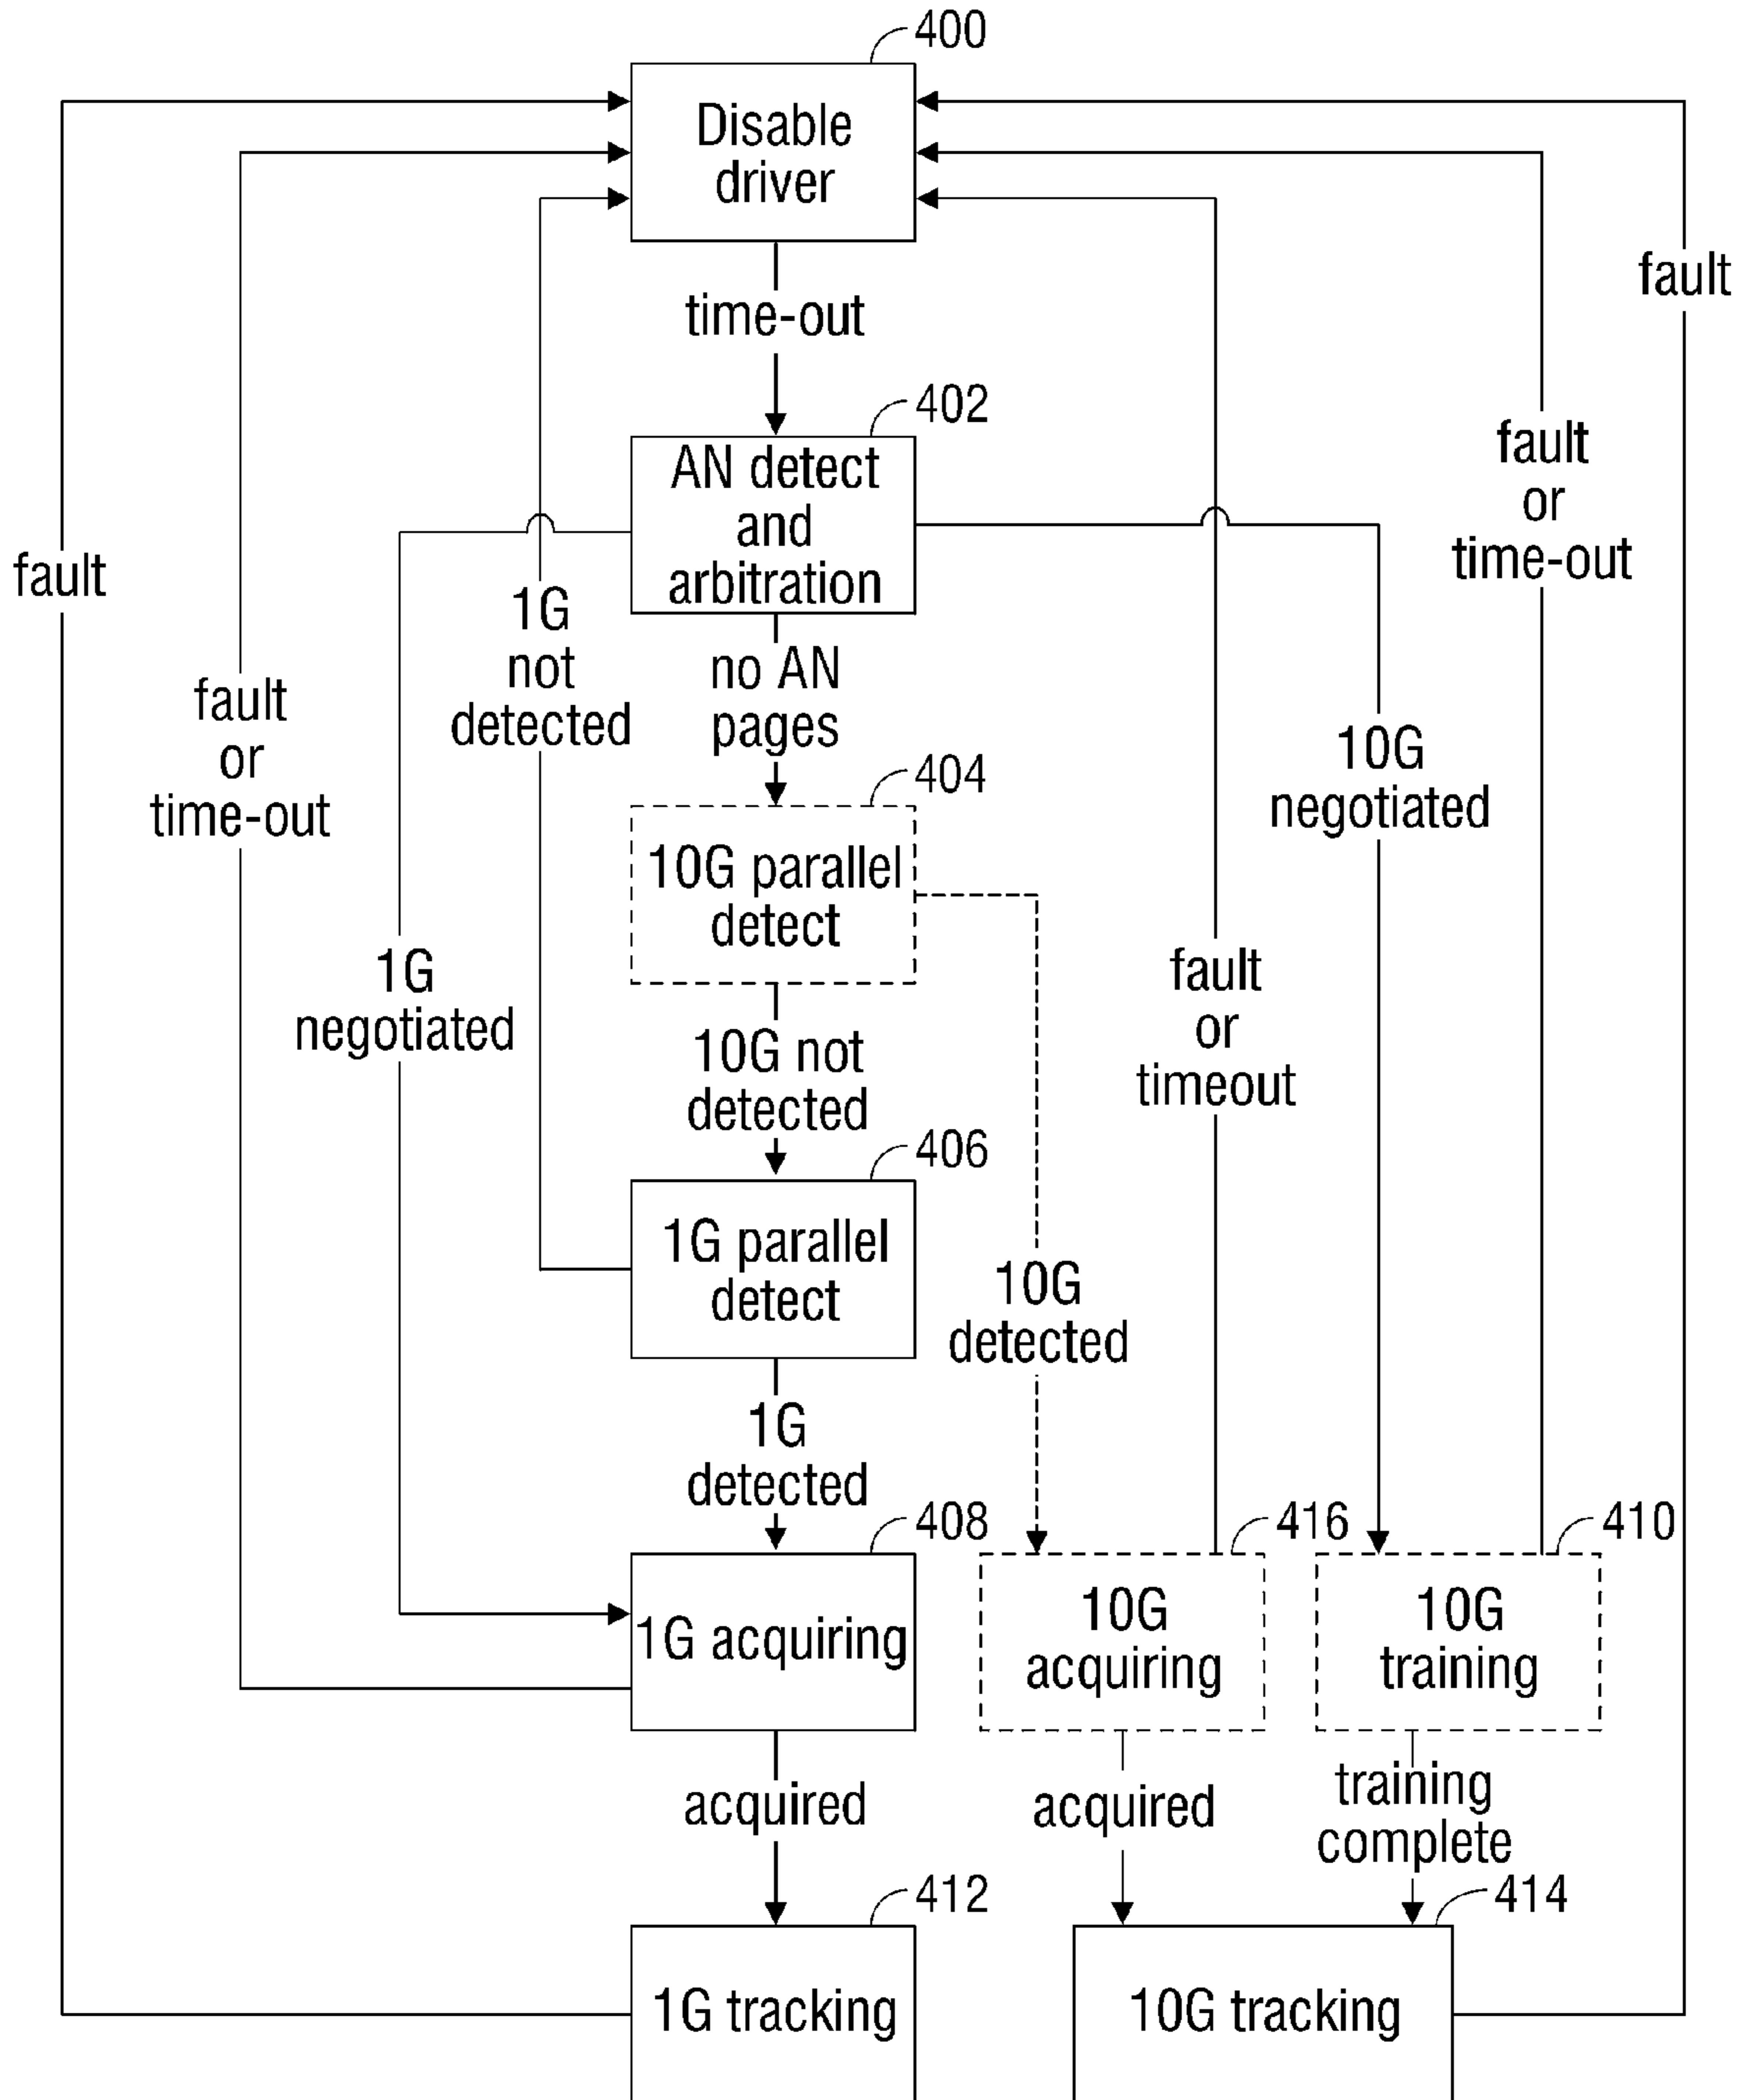 400
Disable
driver
time-out
fault
402
AN detect
and
arbitration
fault
or
time-out
fault
1G
not
detected
no AN
pages
fault
or
time-out
10G
negotiated
404
10G parallel
detect
1G
negotiated
fault
or
timeout
10G not
detected
406
1G parallel
detect
10G
detected
1G
detected
408
416
410
1G acquiring
10G
acquiring
10G
training
acquired
acquired
training
complete
412
414
1G tracking
10G tracking